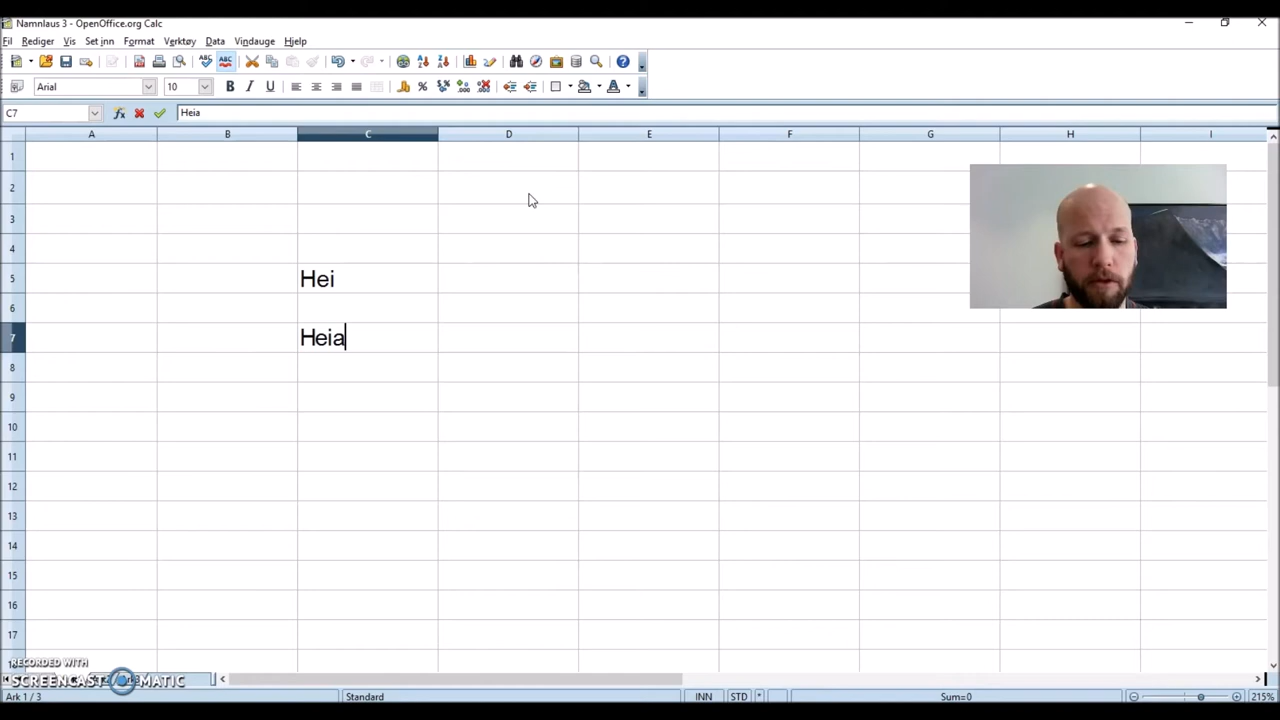 Namnlaus 3 - OpenOffice.org Calc
Fil Rediger Vis Set inn Format Verktøy Data Vindauge Hjelp
Arial 10 B I U A
C7 Heia
A B C D E F G H I
1
2
3
4
5 Hei
6
7 Heia
8
9
10
11
12
13
14
15
16
17
18
RECORDED WITH
SCREENCAST MATIC
Ark 1 / 3 Standard INN STD * Sum=0 215%